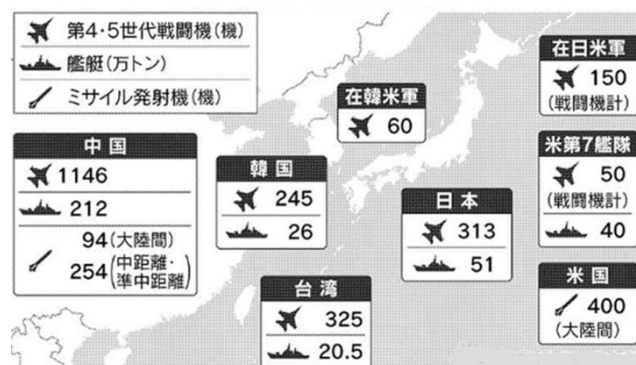 第4・5世代戦闘機(機)
艦艇(万トン)
ミサイル発射機(機)
在日米軍
150
(戦闘機計)
在韓米軍
60
中国
1146
212
94(大陸間)
254(中距離・準中距離)
韓国
245
26
米第7艦隊
50
(戦闘機計)
40
日本
313
51
台湾
325
20.5
米国
400
(大陸間)